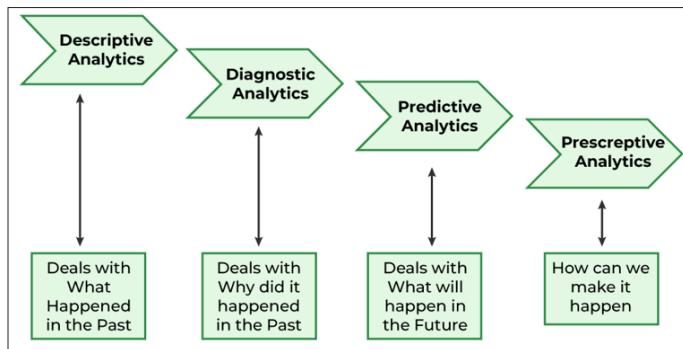 Descriptive
Analytics
Diagnostic
Analytics
Predictive
Analytics
Prescreptive
Analytics
Deals with
What
Happened
in the Past
Deals with
Why did it
happened
in the Past
Deals with
What will
happen in
the Future
How can we
make it
happen